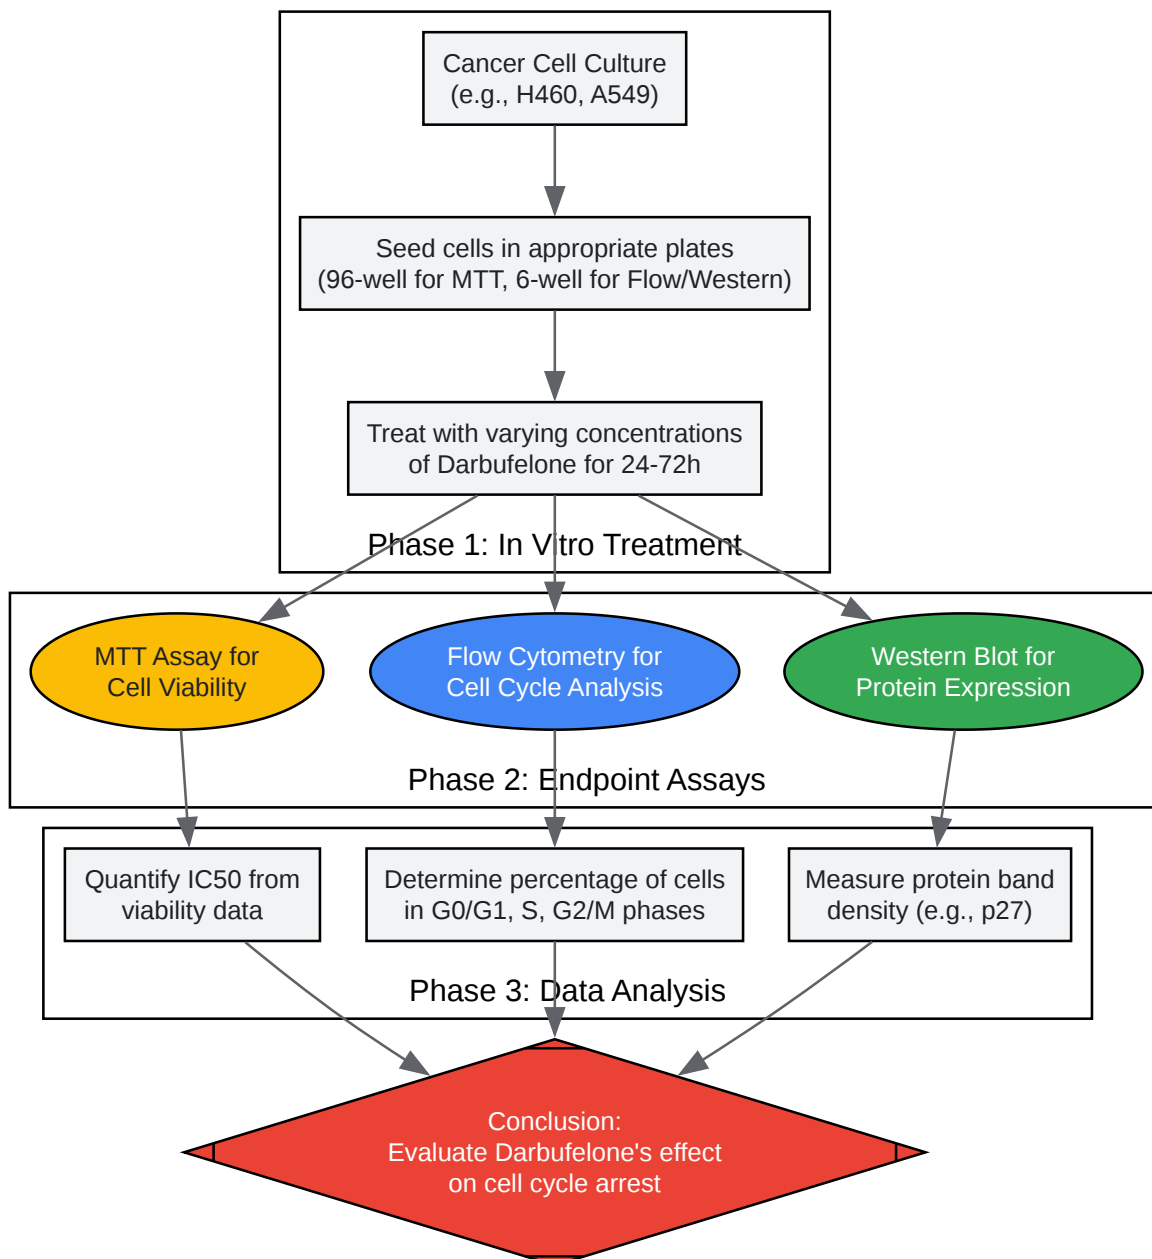 Cancer Cell Culture
(e.g., H460, A549)
Seed cells in appropriate plates
(96-well for MTT, 6-well for Flow/Western)
Treat with varying concentrations
of Darbufelone for 24-72h
Phase 1: In Vitro Treatment
MTT Assay for
Cell Viability
Flow Cytometry for
Cell Cycle Analysis
Western Blot for
Protein Expression
Phase 2: Endpoint Assays
Quantify IC50 from
viability data
Determine percentage of cells
in G0/G1, S, G2/M phases
Measure protein band
density (e.g., p27)
Phase 3: Data Analysis
Conclusion:
Evaluate Darbufelone's effect
on cell cycle arrest